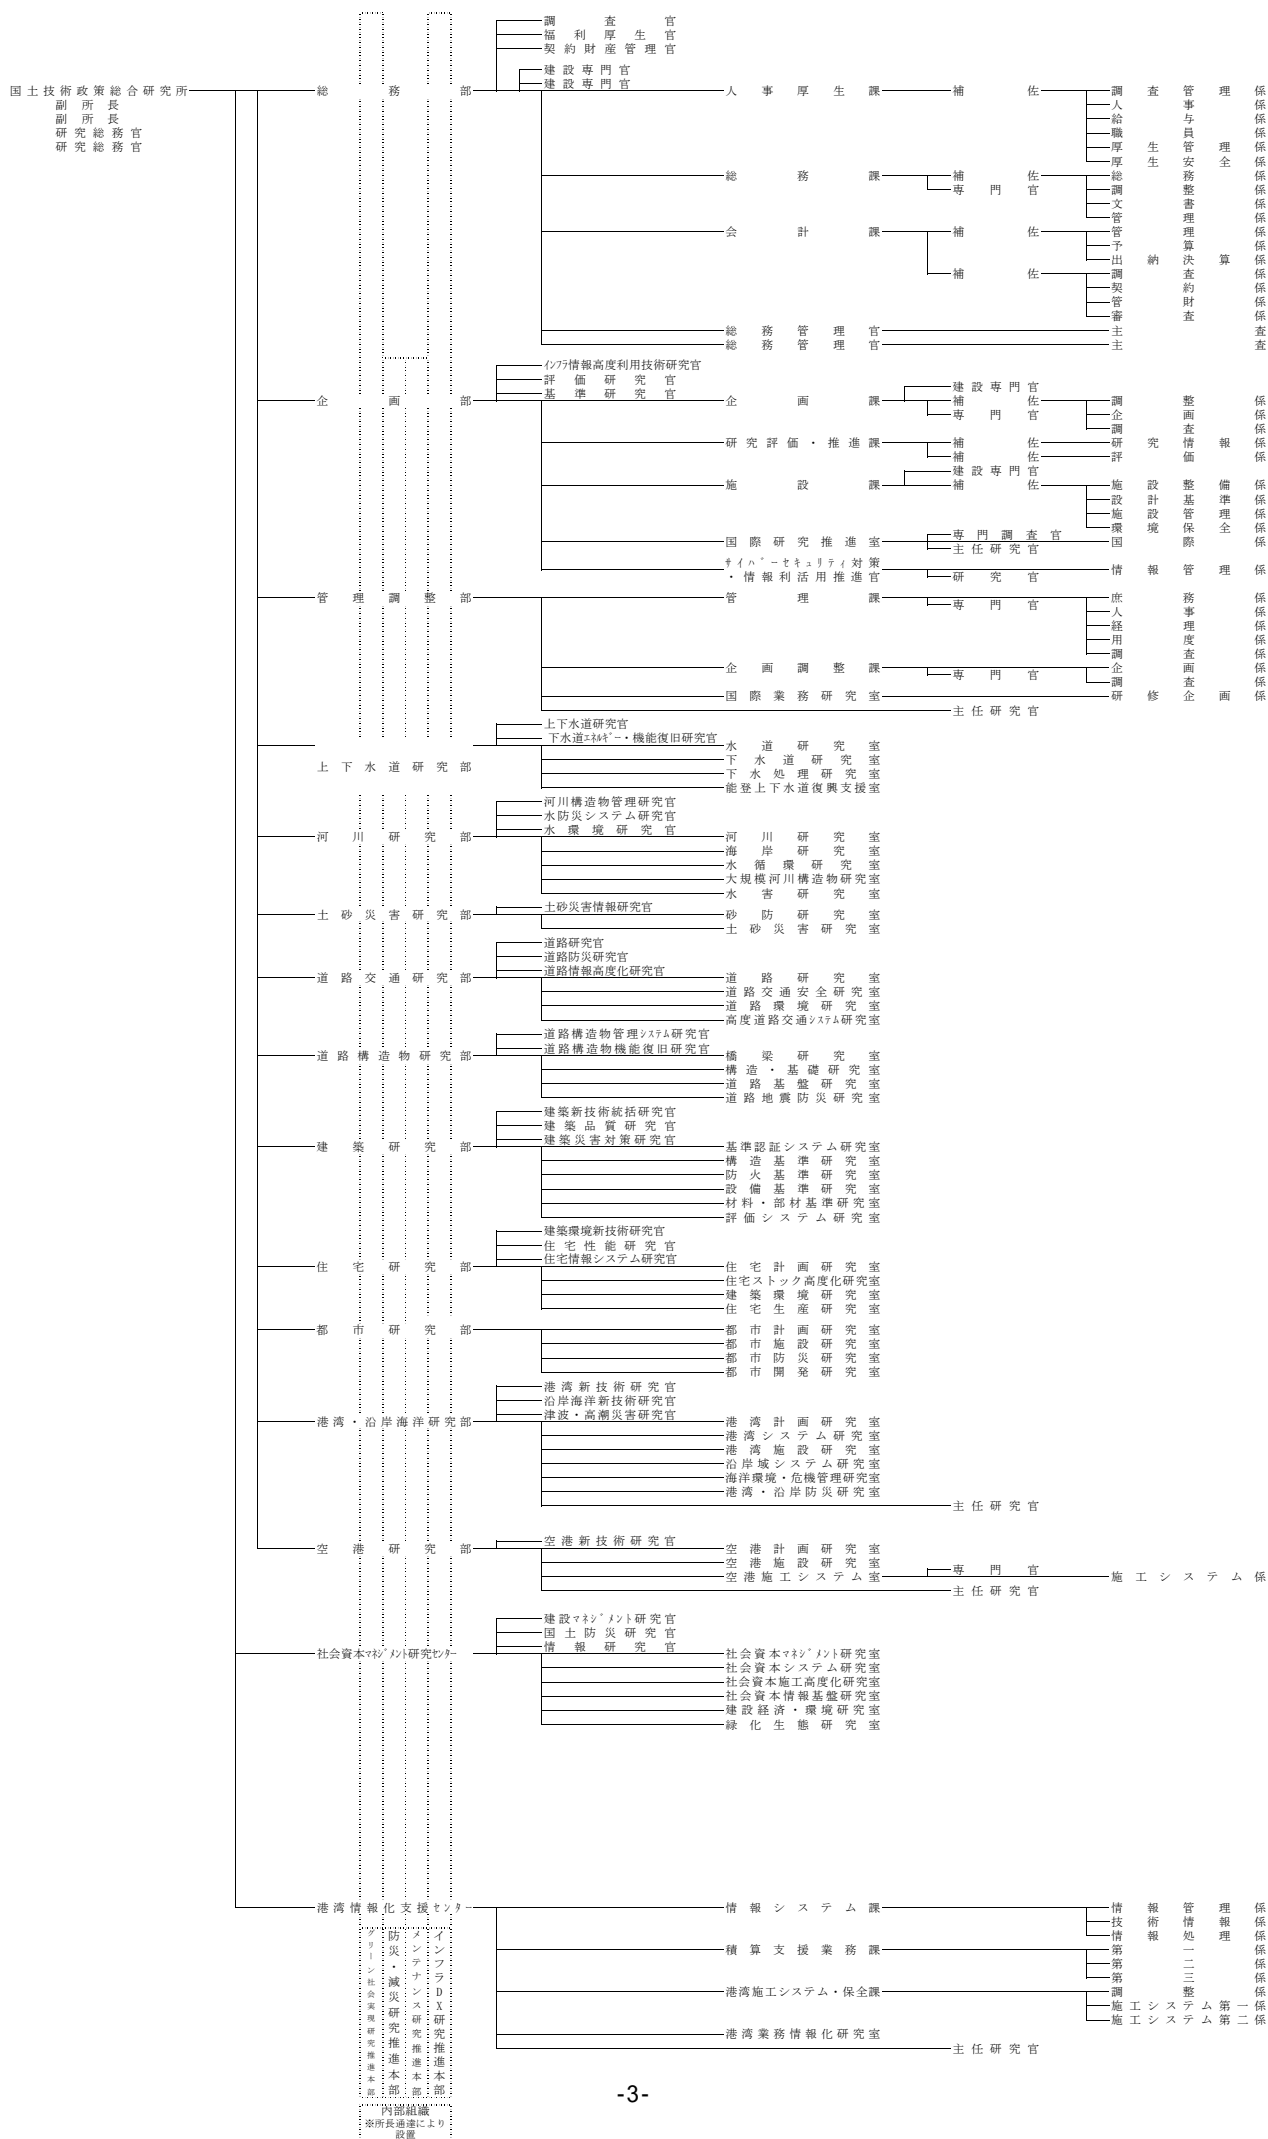 国土技術政策総合研究所
副所長
副所長
研究総務官
研究総務官
総務部
調査官
福利厚生官
契約財産管理官
建設専門官
建設専門官
人事厚生課 補佐 調査管理係
人事係
給与係
職員係
厚生管理係
厚生安全係
総務課 補佐 総務係
専門官 調整係
文書係
管理係
会計課 補佐 管理係
予算係
出納決算係
補佐 調査係
契約係
管財係
審査係
総務管理官 主査
総務管理官 主査
企画部
インフラ情報高度利用技術研究官
評価研究官
基準研究官
企画課 建設専門官
補佐 調整係
専門官 企画係
調査係
研究評価・推進課 補佐 研究情報係
補佐 評価係
施設課 建設専門官
補佐 施設整備係
設計基準係
施設管理係
環境保全係
国際研究推進室 専門調査官 国際係
主任研究官
サイバーセキュリティ対策
・情報利活用推進官 研究官 情報管理係
管理調整部
管理課 専門官 庶務係
人事係
経理係
用度係
調査係
企画調整課 専門官 企画係
調査係
国際業務研究室 研修企画係
主任研究官
上下水道研究部
上下水道研究官
下水道エネルギー・機能復旧研究官
水道研究室
下水道研究室
下水処理研究室
能登上下水道復興支援室
河川研究部
河川構造物管理研究官
水防災システム研究官
水環境研究官
河川研究室
海岸研究室
水循環研究室
大規模河川構造物研究室
水害研究室
土砂災害研究部
土砂災害情報研究官
砂防研究室
土砂災害研究室
道路交通研究部
道路研究官
道路防災研究官
道路情報高度化研究官
道路研究室
道路交通安全研究室
道路環境研究室
高度道路交通システム研究室
道路構造物研究部
道路構造物管理システム研究官
道路構造物機能復旧研究官
橋梁研究室
構造・基礎研究室
道路基盤研究室
道路地震防災研究室
建築研究部
建築新技術統括研究官
建築品質研究官
建築災害対策研究官
基準認証システム研究室
構造基準研究室
防火基準研究室
設備基準研究室
材料・部材基準研究室
評価システム研究室
住宅研究部
建築環境新技術研究官
住宅性能研究官
住宅情報システム研究官
住宅計画研究室
住宅ストック高度化研究室
建築環境研究室
住宅生産研究室
都市研究部
都市計画研究室
都市施設研究室
都市防災研究室
都市開発研究室
港湾・沿岸海洋研究部
港湾新技術研究官
沿岸海洋新技術研究官
津波・高潮災害研究官
港湾計画研究室
港湾システム研究室
港湾施設研究室
沿岸域システム研究室
海洋環境・危機管理研究室
港湾・沿岸防災研究室
主任研究官
空港研究部
空港新技術研究官
空港計画研究室
空港施設研究室
空港施工システム室 専門官 施工システム係
主任研究官
社会資本マネジメント研究センター
建設マネジメント研究官
国土防災研究官
情報研究官
社会資本マネジメント研究室
社会資本システム研究室
社会資本施工高度化研究室
社会資本情報基盤研究室
建設経済・環境研究室
緑化生態研究室
港湾情報化支援センター
情報システム課 情報管理係
技術情報係
情報処理係
積算支援業務課 第一係
第二係
第三係
港湾施工システム・保全課 調整係
施工システム第一係
施工システム第二係
港湾業務情報化研究室
主任研究官
グリーン社会実現研究推進本部
防災・減災研究推進本部
メンテナンス研究推進本部
インフラDX研究推進本部
内部組織
※所長通達により
設置
-3-